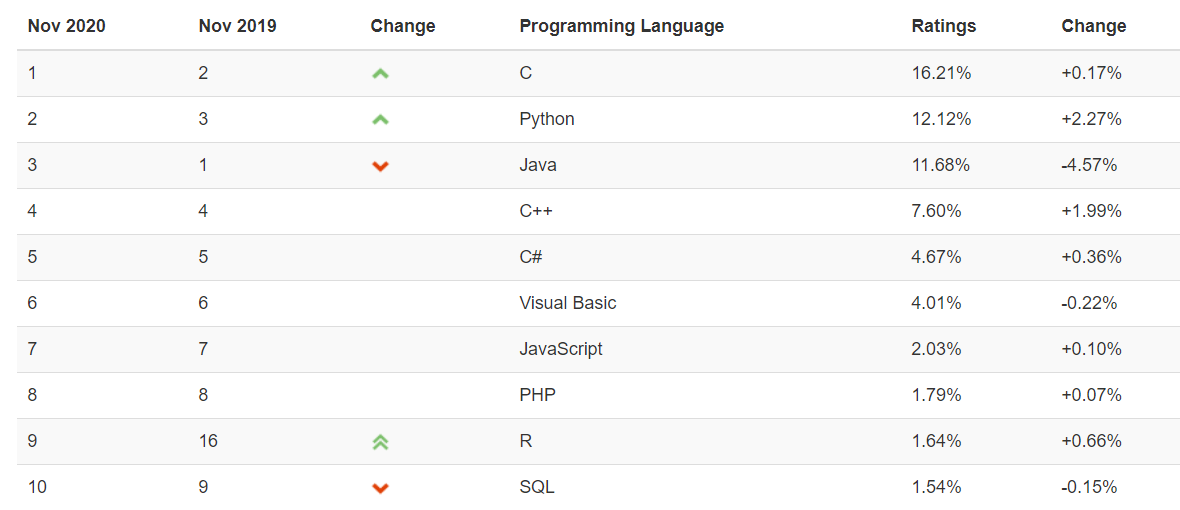 Nov 2020 Nov 2019 Change Programming Language Ratings Change
1 2 C 16.21% +0.17%
2 3 Python 12.12% +2.27%
3 1 Java 11.68% -4.57%
4 4 C++ 7.60% +1.99%
5 5 C# 4.67% +0.36%
6 6 Visual Basic 4.01% -0.22%
7 7 JavaScript 2.03% +0.10%
8 8 PHP 1.79% +0.07%
9 16 R 1.64% +0.66%
10 9 SQL 1.54% -0.15%